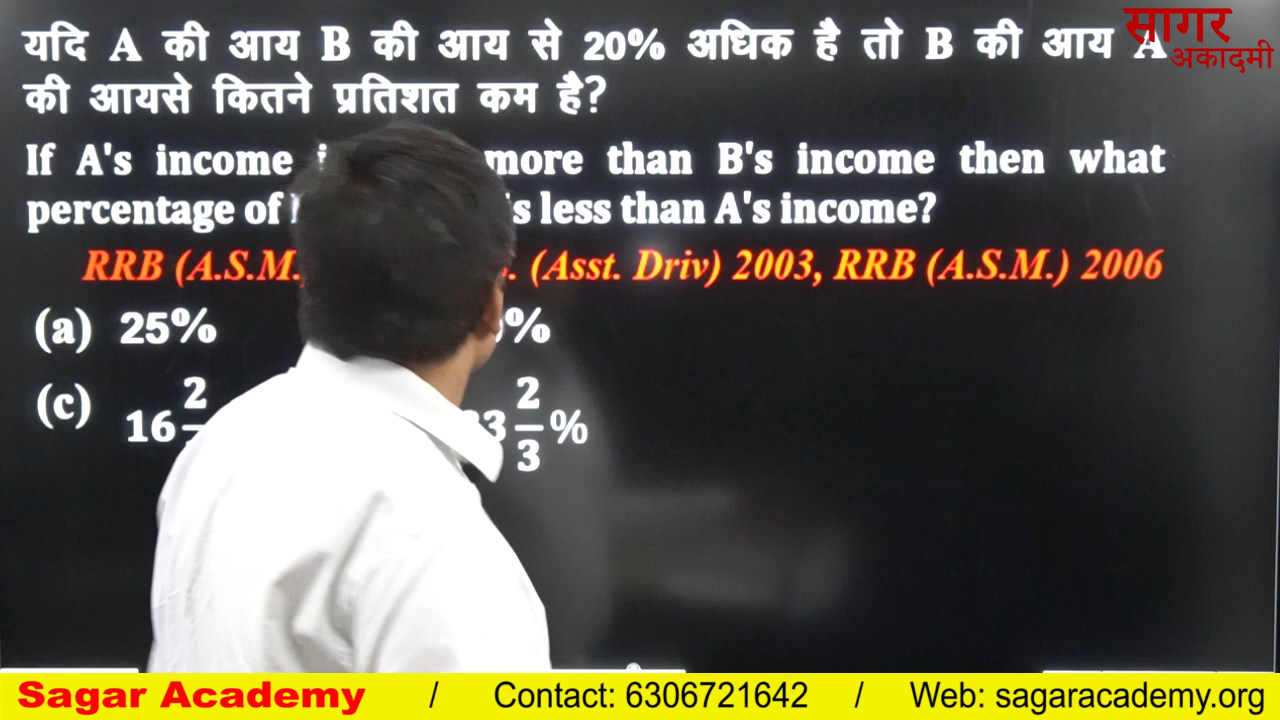 यदि A की आय B की आय से 20% अधिक है तो B की आय A
की आयसे कितने प्रतिशत कम है?
If A's income more than B's income then what
percentage of s less than A's income?
RRB (A.S.M. (Asst. Driv) 2003, RRB (A.S.M.) 2006
(a) 25% %
(c) 16 2 3 2/3 %
सागर
अकादमी
Sagar Academy / Contact: 6306721642 / Web: sagaracademy.org